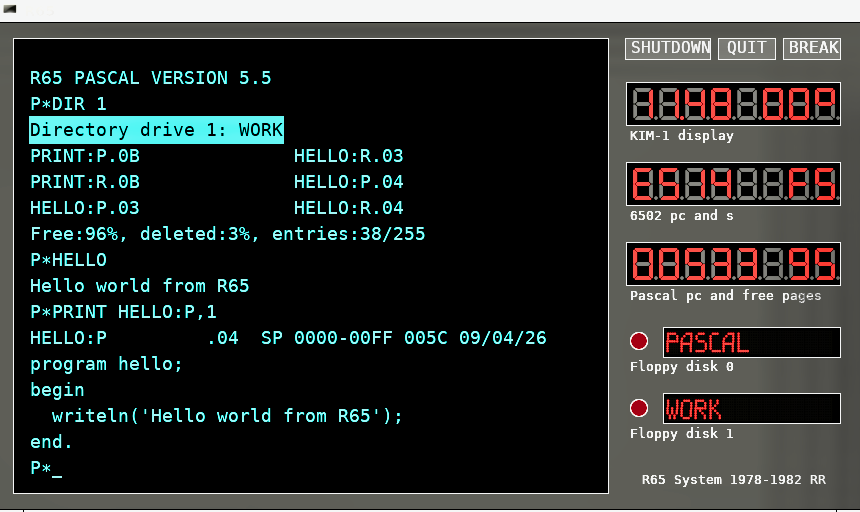 R65 PASCAL VERSION 5.5
P*DIR 1
Directory drive 1: WORK
PRINT:P.0B HELLO:R.03
PRINT:R.0B HELLO:P.04
HELLO:P.03 HELLO:R.04
Free:96%, deleted:3%, entries:38/255
P*HELLO
Hello world from R65
P*PRINT HELLO:P,1
HELLO:P .04 SP 0000-00FF 005C 09/04/26
program hello;
begin
writeln('Hello world from R65');
end.
P*_
SHUTDOWN QUIT BREAK
KIM-1 display
E514 F5
6502 pc and s
Pascal pc and free pages
PASCAL
Floppy disk 0
WORK
Floppy disk 1
R65 System 1978-1982 RR